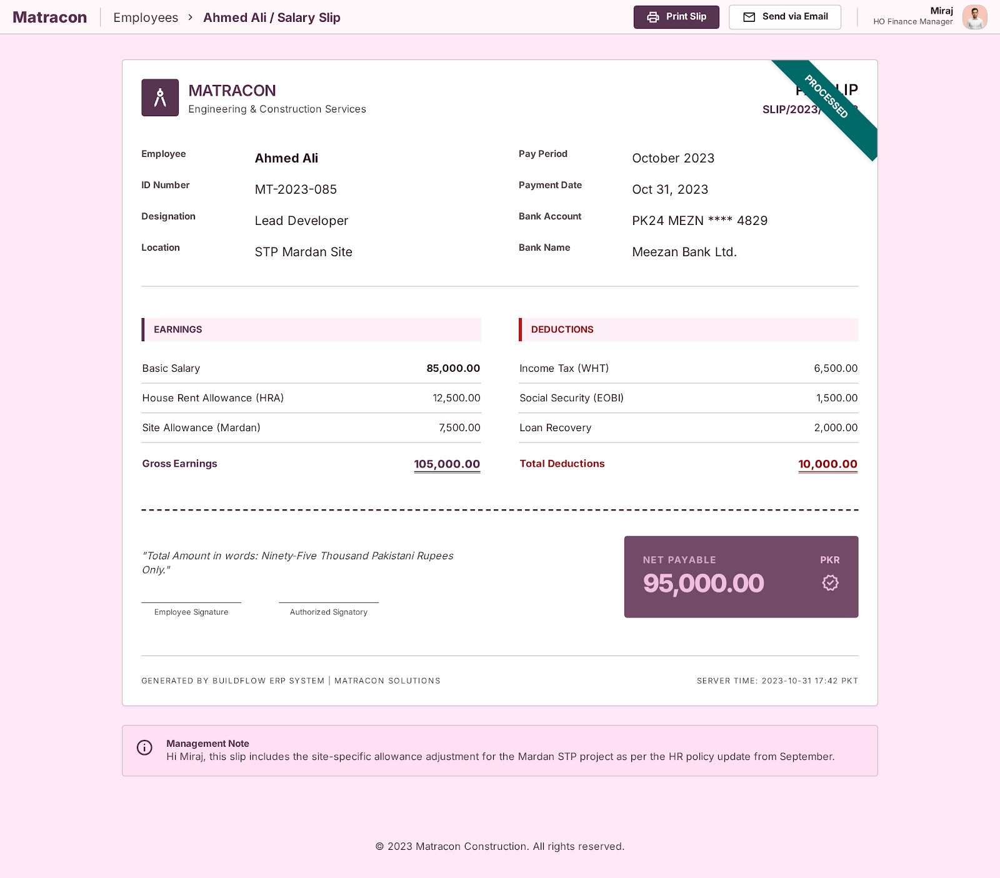 Matracon
Employees > Ahmed Ali / Salary Slip
Print Slip
Send via Email
Miraj
HO Finance Manager
MATRACON
Engineering & Construction Services
PROCESSED
SLIP/2023/
Employee
Ahmed Ali
ID Number
MT-2023-085
Designation
Lead Developer
Location
STP Mardan Site
Pay Period
October 2023
Payment Date
Oct 31, 2023
Bank Account
PK24 MEZN **** 4829
Bank Name
Meezan Bank Ltd.
EARNINGS
Basic Salary 85,000.00
House Rent Allowance (HRA) 12,500.00
Site Allowance (Mardan) 7,500.00
Gross Earnings 105,000.00
DEDUCTIONS
Income Tax (WHT) 6,500.00
Social Security (EOBI) 1,500.00
Loan Recovery 2,000.00
Total Deductions 10,000.00
"Total Amount in words: Ninety-Five Thousand Pakistani Rupees
Only."
Employee Signature
Authorized Signatory
NET PAYABLE PKR
95,000.00
GENERATED BY BUILDFLOW ERP SYSTEM | MATRACON SOLUTIONS
SERVER TIME: 2023-10-31 17:42 PKT
Management Note
Hi Miraj, this slip includes the site-specific allowance adjustment for the Mardan STP project as per the HR policy update from September.
© 2023 Matracon Construction. All rights reserved.